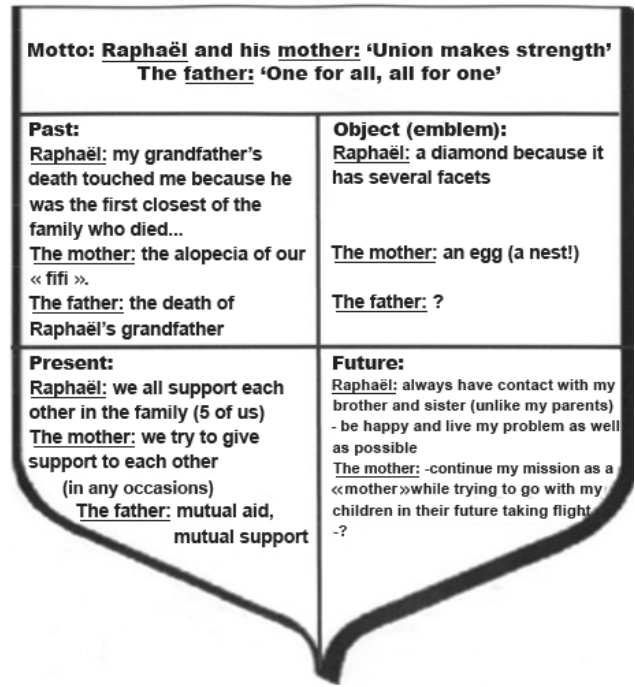 Motto: Raphaël and his mother: ‘Union makes strength’
The father: ‘One for all, all for one’
Past:
Raphaël: my grandfather’s
death touched me because he
was the first closest of the
family who died...
The mother: the alopecia of our
« fifi ».
The father: the death of
Raphaël’s grandfather
Object (emblem):
Raphaël: a diamond because it
has several facets
The mother: an egg (a nest!)
The father: ?
Present:
Raphaël: we all support each
other in the family (5 of us)
The mother: we try to give
support to each other
(in any occasions)
The father: mutual aid,
mutual support
Future:
Raphaël: always have contact with my
brother and sister (unlike my parents)
- be happy and live my problem as well
as possible
The mother: -continue my mission as a
«mother»while trying to go with my
children in their future taking flight
-?